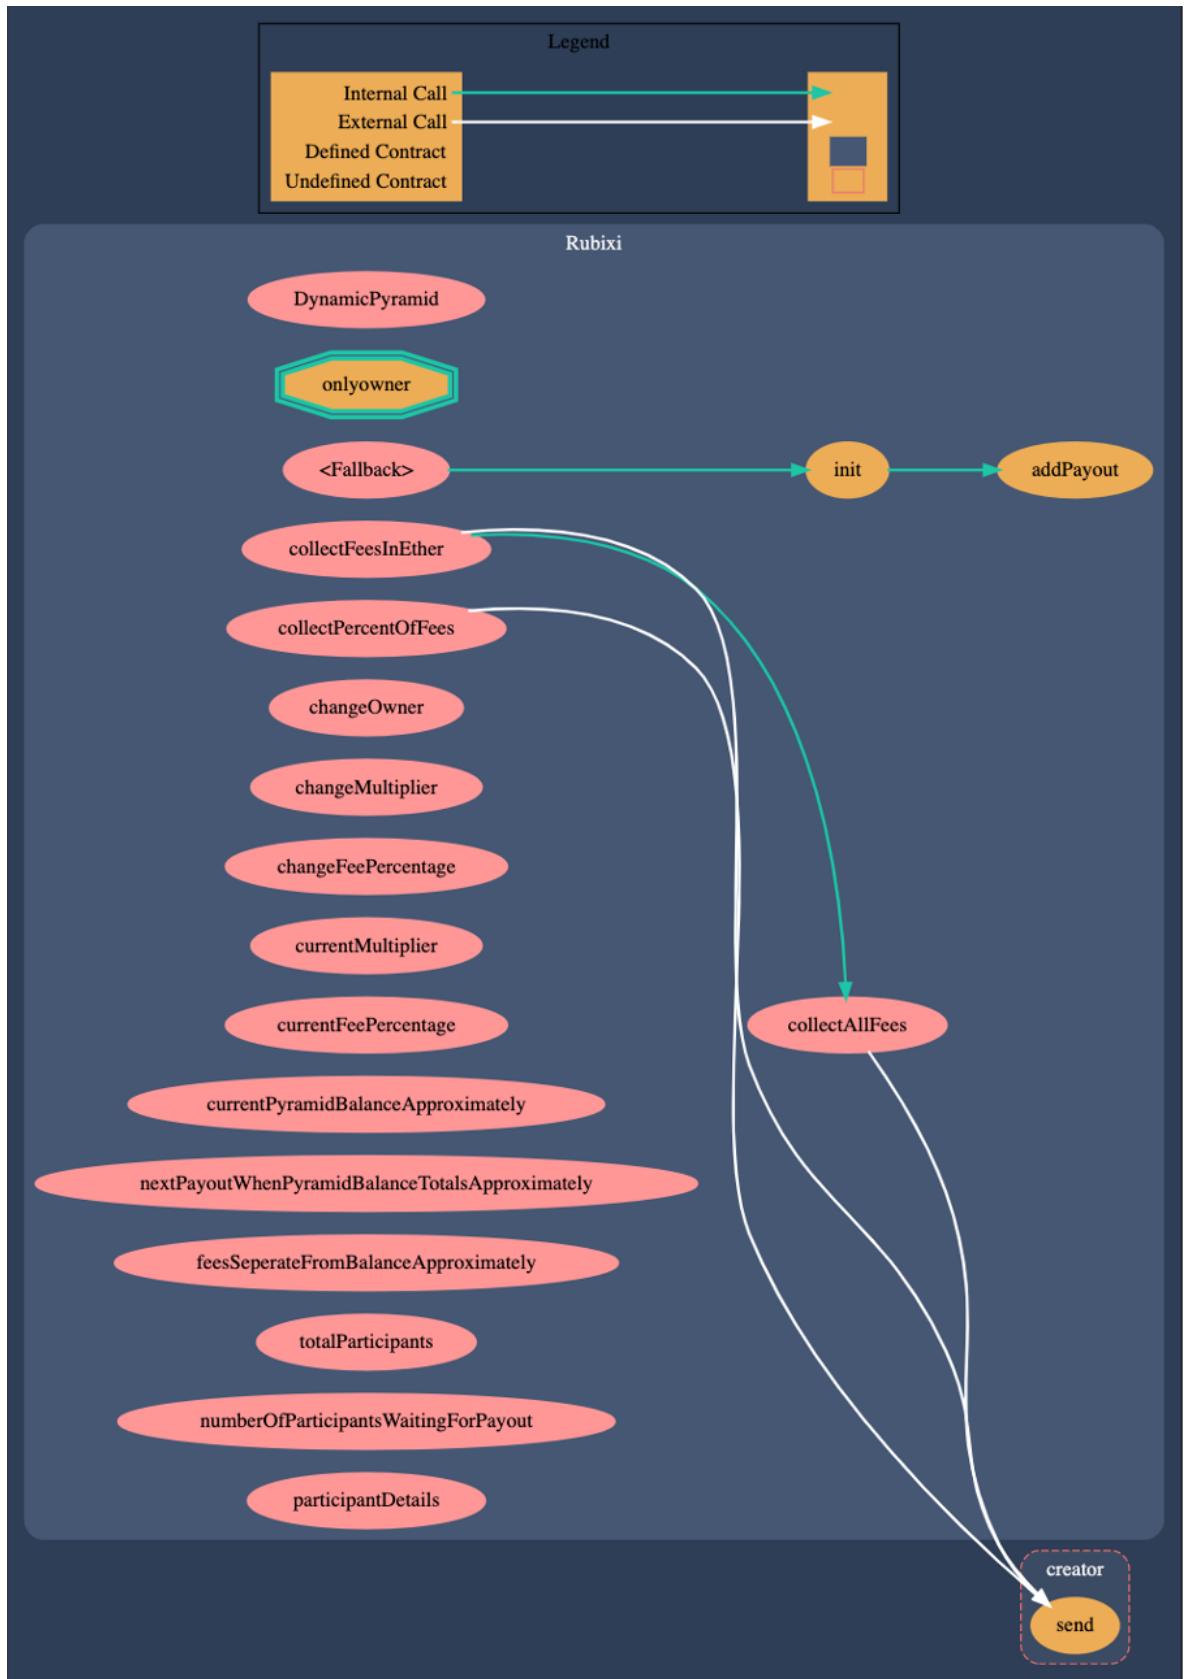 Legend
Internal Call
External Call
Defined Contract
Undefined Contract
Rubixi
DynamicPyramid
onlyowner
<Fallback>
init
addPayout
collectFeesInEther
collectPercentOfFees
changeOwner
changeMultiplier
changeFeePercentage
currentMultiplier
currentFeePercentage
collectAllFees
currentPyramidBalanceApproximately
nextPayoutWhenPyramidBalanceTotalsApproximately
feesSeperateFromBalanceApproximately
totalParticipants
numberOfParticipantsWaitingForPayout
participantDetails
creator
send